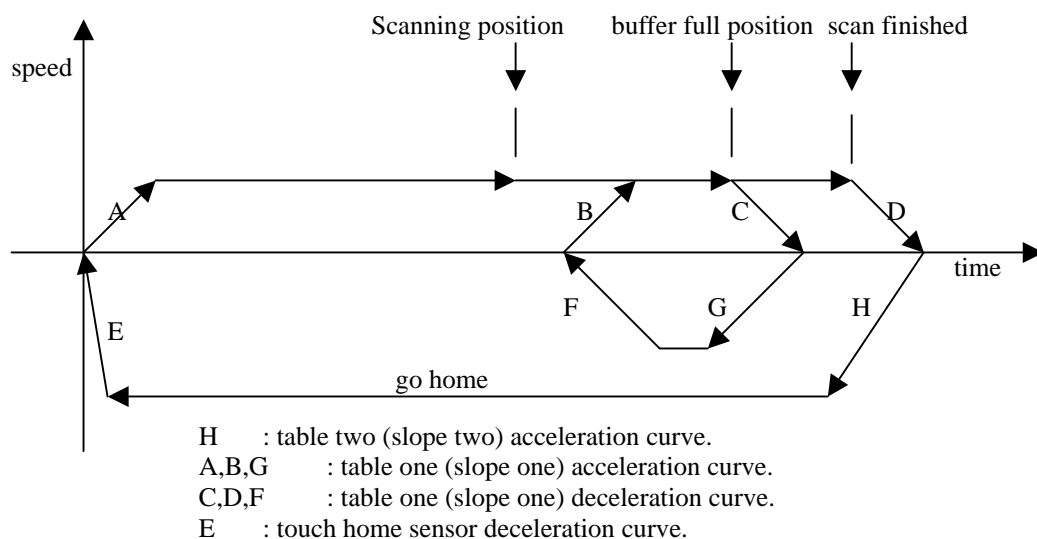 Scanning position buffer full position scan finished
speed
A B C D
time
E F G H
go home
H : table two (slope two) acceleration curve.
A,B,G : table one (slope one) acceleration curve.
C,D,F : table one (slope one) deceleration curve.
E : touch home sensor deceleration curve.